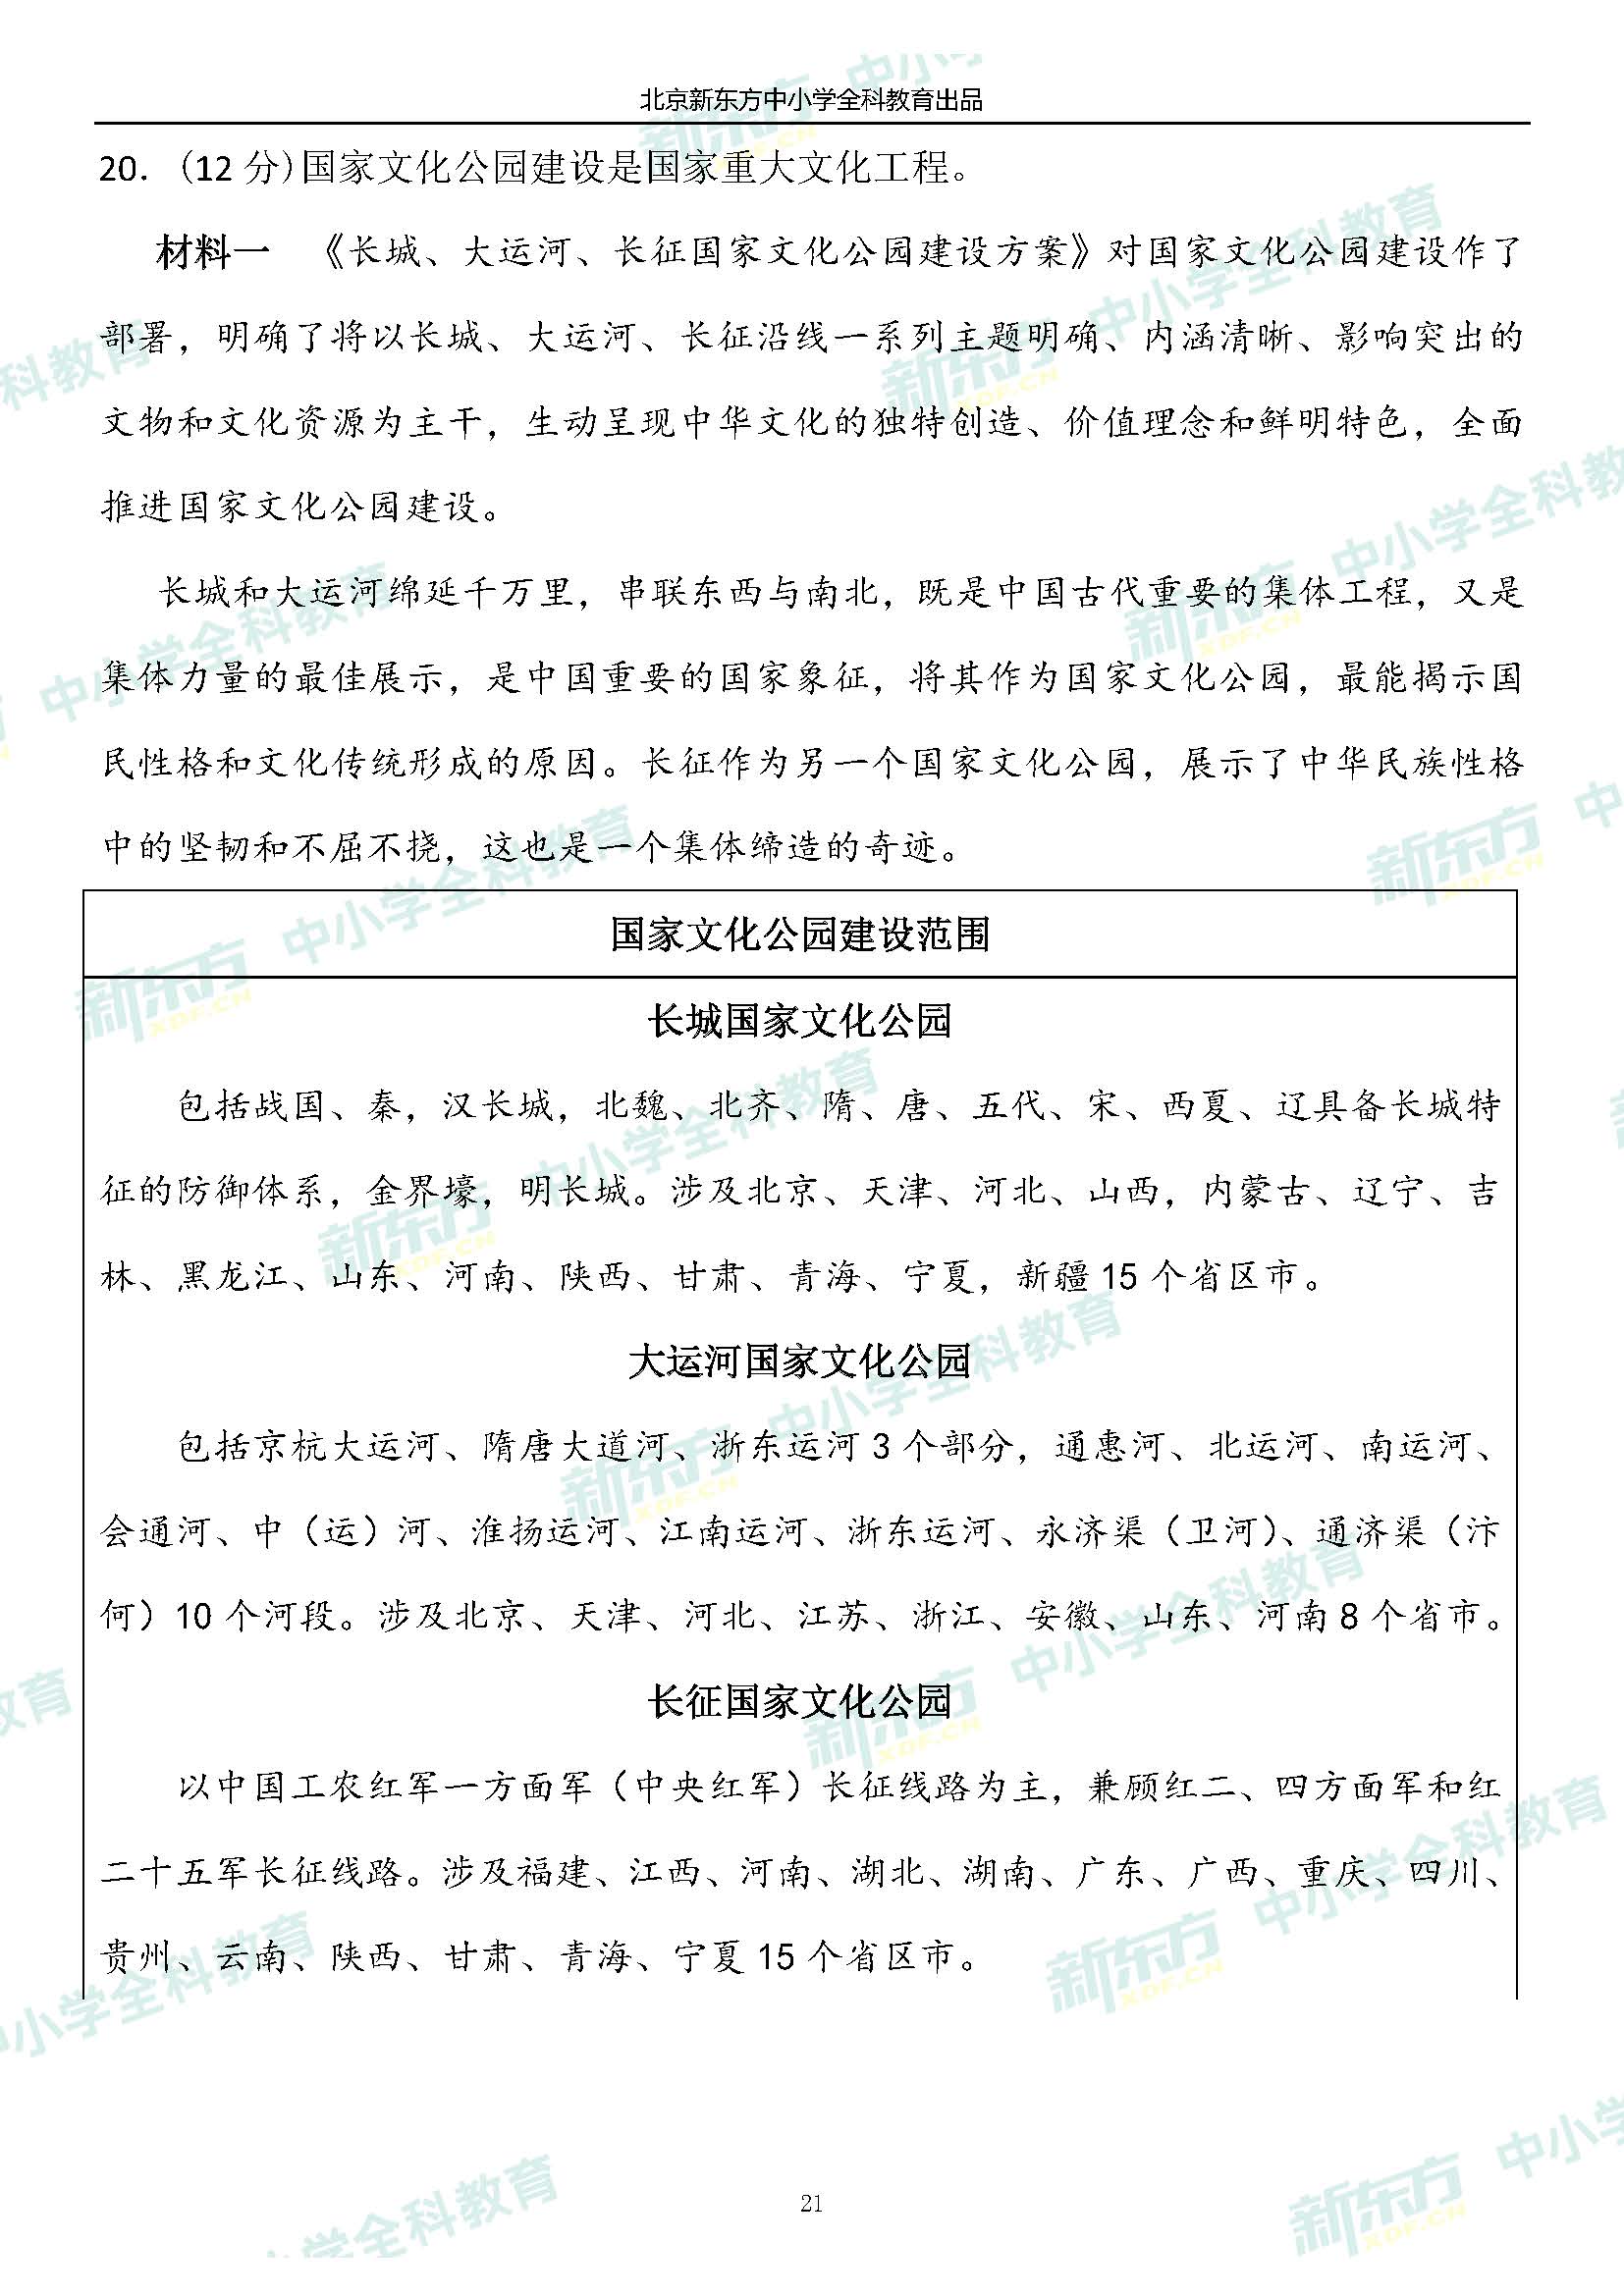 北京新东方中小学全科教育出品
20.（12 分)国家文化公园建设是国家重大文化工程。
材料一 《长城、大运河、长征国家文化公园建设方案》对国家文化公园建设作了
部署，明确了将以长城、大运河、长征沿线一系列主题明确、内涵清晰、影响突出的
文物和文化资源为主干，生动呈现中华文化的独特创造、价值理念和鲜明特色，全面
推进国家文化公园建设。
长城和大运河绵延千万里，串联东西与南北，既是中国古代重要的集体工程，又是
集体力量的最佳展示，是中国重要的国家象征，将其作为国家文化公园，最能揭示国
民性格和文化传统形成的原因。长征作为另一个国家文化公园，展示了中华民族性格
中的坚韧和不屈不挠，这也是一个集体缔造的奇迹。
国家文化公园建设范围
长城国家文化公园
包括战国、秦，汉长城，北魏、北齐、隋、唐、五代、宋、西夏、辽具备长城特
征的防御体系，金界壕，明长城。涉及北京、天津、河北、山西，内蒙古、辽宁、吉
林、黑龙江、山东、河南、陕西、甘肃、青海、宁夏，新疆 15 个省区市。
大运河国家文化公园
包括京杭大运河、隋唐大道河、浙东运河 3 个部分，通惠河、北运河、南运河、
会通河、中（运）河、淮扬运河、江南运河、浙东运河、永济渠（卫河）、通济渠（汴
何）10 个河段。涉及北京、天津、河北、江苏、浙江、安徽、山东、河南 8 个省市。
长征国家文化公园
以中国工农红军一方面军（中央红军）长征线路为主，兼顾红二、四方面军和红
二十五军长征线路。涉及福建、江西、河南、湖北、湖南、广东、广西、重庆、四川、
贵州、云南、陕西、甘肃、青海、宁夏 15 个省区市。
21
新东方 XDF.CN 中小学全科教育